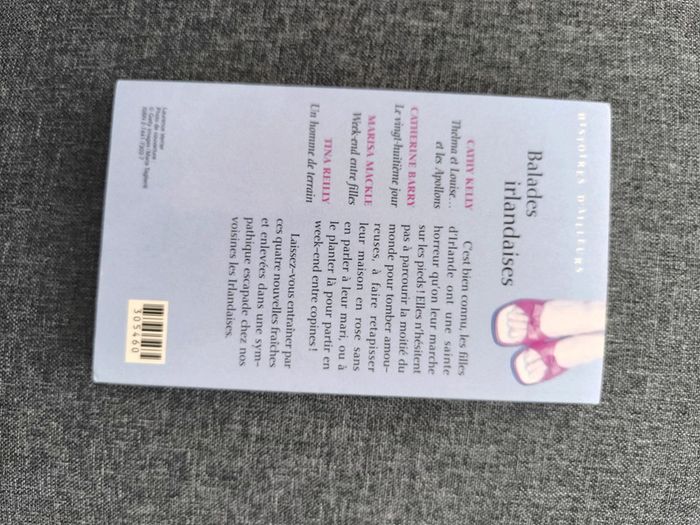 HISTOIRES D'AILLEURS
Balades
irlandaises
CATHY KELLY
Thelma et Louise…
et les Apollons
CATHERINE BARRY
Le vingt-huitième jour
MARISA MACKLE
Week-end entre filles
TINA REILLY
Un homme de terrain
C'est bien connu, les filles
d'Irlande ont une sainte
horreur qu'on leur marche
sur les pieds ! Elles n'hésitent
pas à parcourir la moitié du
monde pour tomber amou-
reuses, à faire retapisser
leur maison en rose sans
en parler à leur mari, ou à
le planter là pour partir en
week-end entre copines !
Laissez-vous entraîner par
ces quatre nouvelles fraîches
et enlevées dans une sym-
pathique escapade chez nos
voisines les Irlandaises.
Photo de couverture
© Getty Images
305460